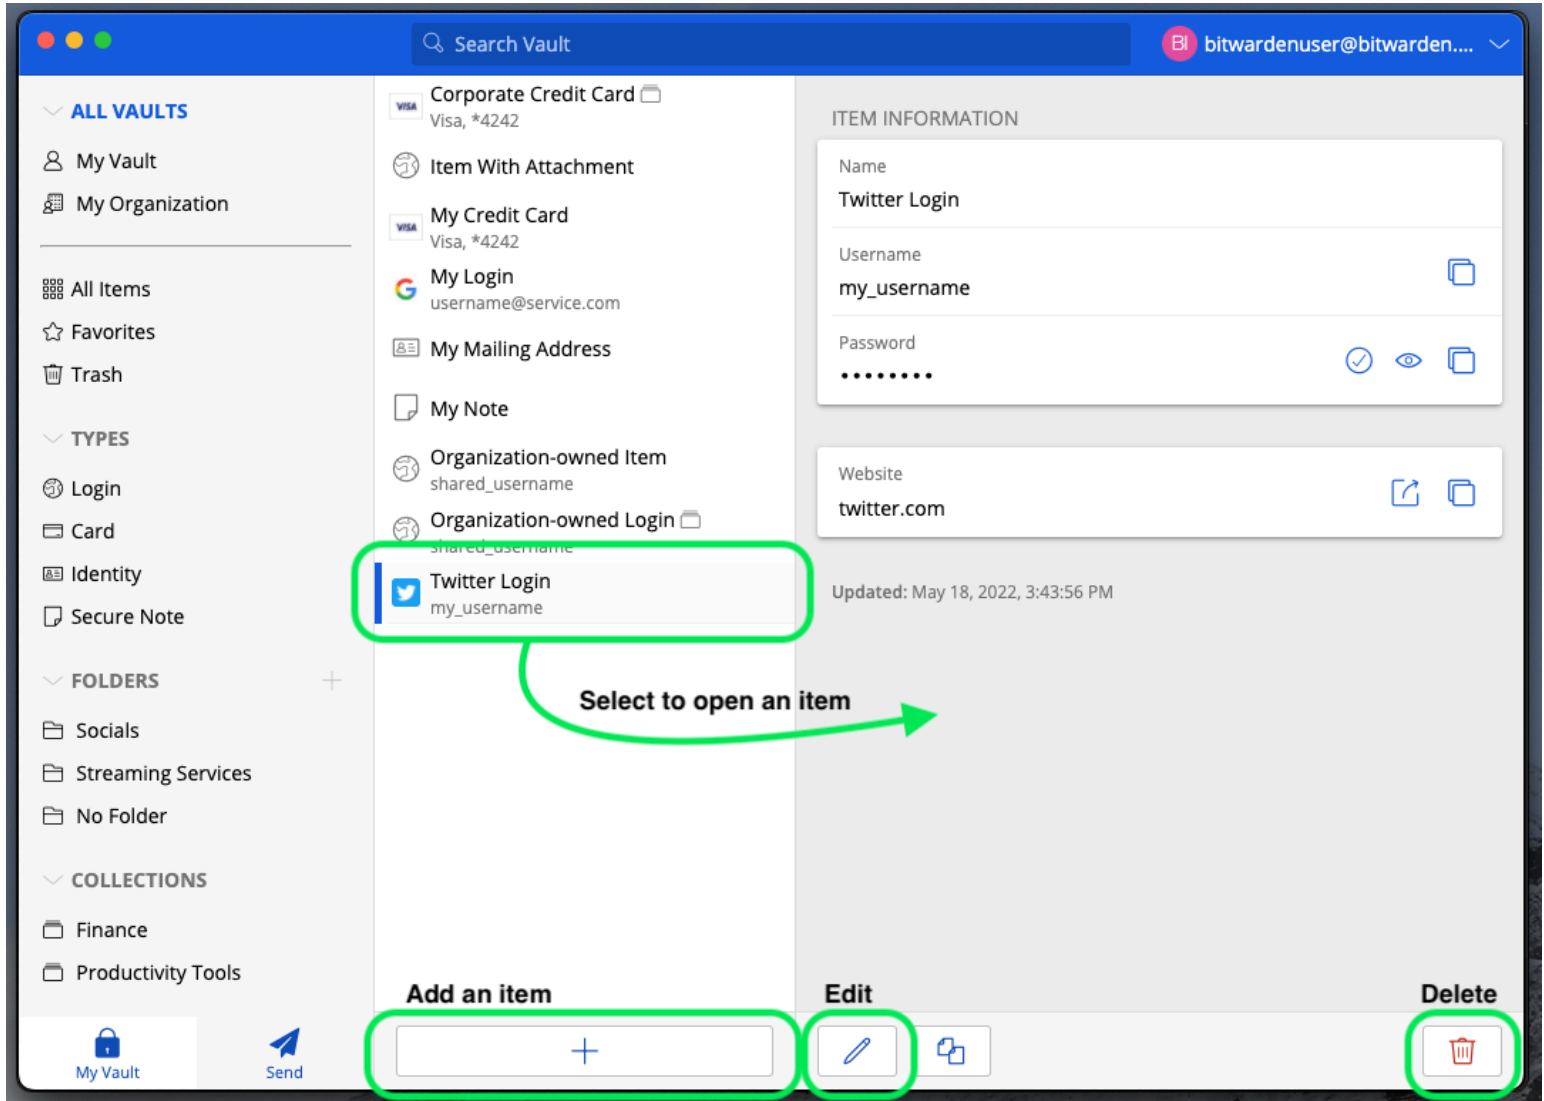 Search Vault
BI bitwardenuser@bitwarden....
ALL VAULTS
My Vault
My Organization
All Items
Favorites
Trash
TYPES
Login
Card
Identity
Secure Note
FOLDERS
Socials
Streaming Services
No Folder
COLLECTIONS
Finance
Productivity Tools
My Vault
Send
VISA
Corporate Credit Card
Visa, *4242
Item With Attachment
VISA
My Credit Card
Visa, *4242
My Login
username@service.com
My Mailing Address
My Note
Organization-owned Item
shared_username
Organization-owned Login
shared_username
Twitter Login
my_username
Select to open an item
Add an item
ITEM INFORMATION
Name
Twitter Login
Username
my_username
Password
••••••••
Website
twitter.com
Updated: May 18, 2022, 3:43:56 PM
Edit
Delete